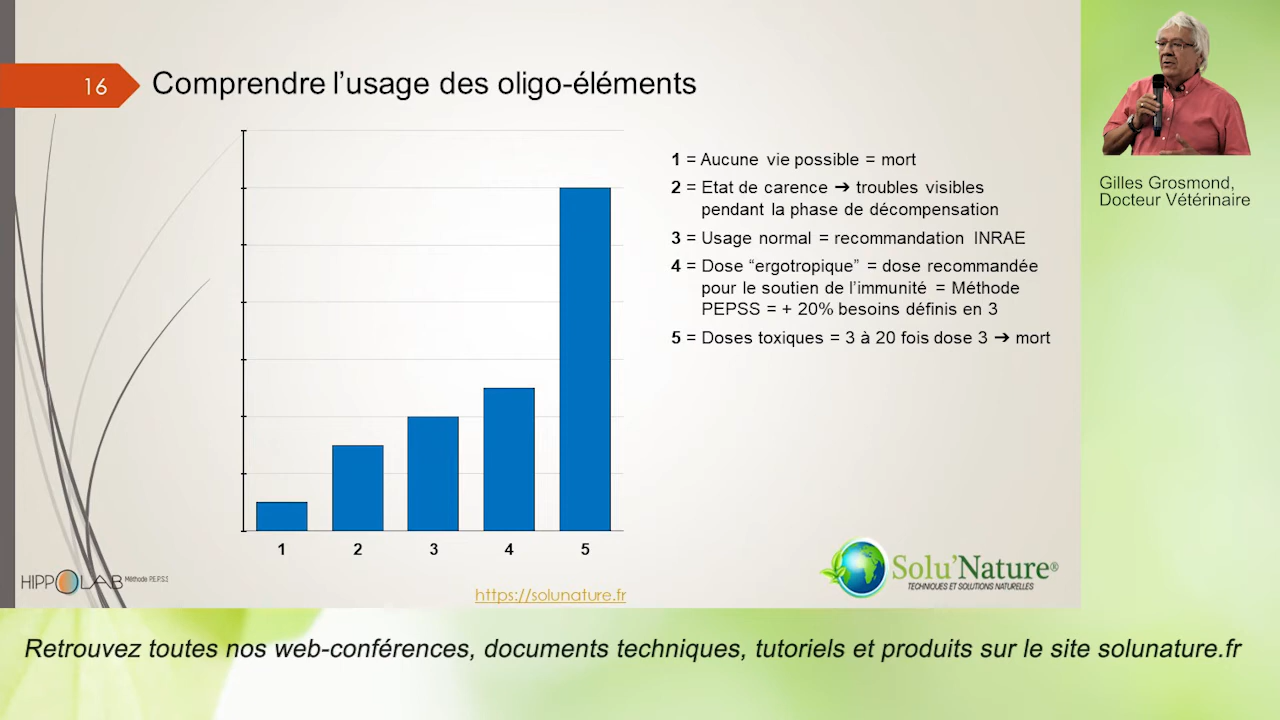 16
Comprendre l'usage des oligo-éléments
1 = Aucune vie possible = mort
2 = Etat de carence ➔ troubles visibles
pendant la phase de décompensation
3 = Usage normal = recommandation INRAE
4 = Dose “ergotropique” = dose recommandée
pour le soutien de l'immunité = Méthode
PEPSS = + 20% besoins définis en 3
5 = Doses toxiques = 3 à 20 fois dose 3 ➔ mort
1 2 3 4 5
Gilles Grosmond,
Docteur Vétérinaire
HIPPOLAB Méthode P.E.P.S.S
https://solunature.fr
Solu'Nature®
TECHNIQUES ET SOLUTIONS NATURELLES
Retrouvez toutes nos web-conférences, documents techniques, tutoriels et produits sur le site solunature.fr